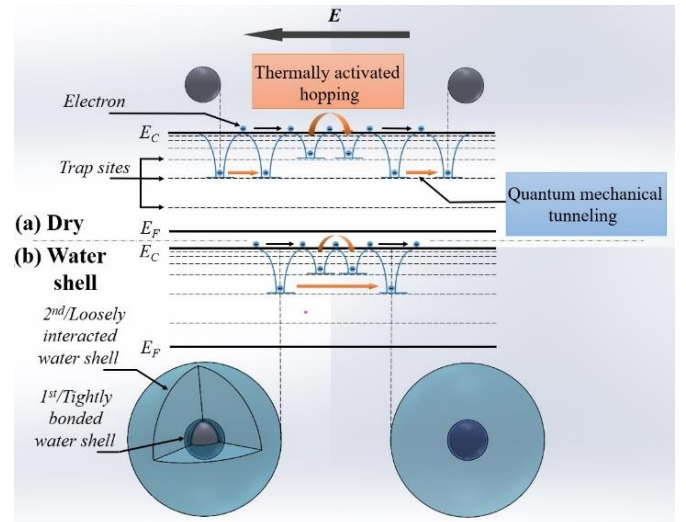 E
Thermally activated
hopping
Electron
E_C
Trap sites
Quantum mechanical
tunneling
(a) Dry
E_F
(b) Water
shell
E_C
2nd/Loosely
interacted
water shell
E_F
1st/Tightly
bonded
water shell